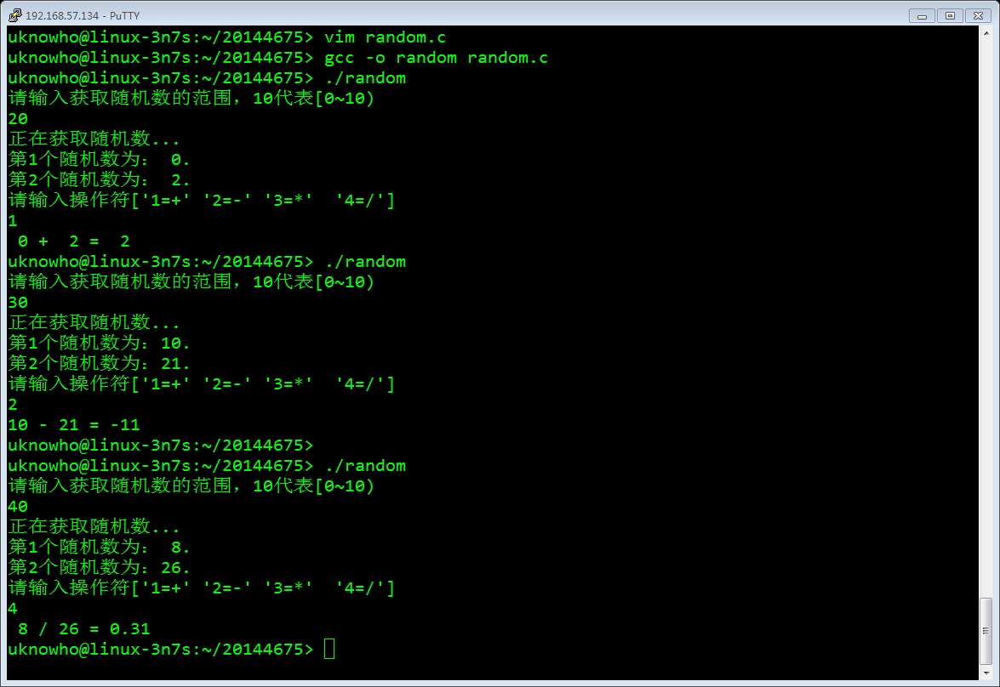 192.168.57.134 - PuTTY
uknowho@linux-3n7s:~/20144675> vim random.c
uknowho@linux-3n7s:~/20144675> gcc -o random random.c
uknowho@linux-3n7s:~/20144675> ./random
请输入获取随机数的范围，10代表[0~10)
20
正在获取随机数...
第1个随机数为： 0.
第2个随机数为： 2.
请输入操作符['1=+' '2=-' '3=*'  '4=/']
1
 0 +  2 =  2
uknowho@linux-3n7s:~/20144675> ./random
请输入获取随机数的范围，10代表[0~10)
30
正在获取随机数...
第1个随机数为：10.
第2个随机数为：21.
请输入操作符['1=+' '2=-' '3=*'  '4=/']
2
10 - 21 = -11
uknowho@linux-3n7s:~/20144675>
uknowho@linux-3n7s:~/20144675> ./random
请输入获取随机数的范围，10代表[0~10)
40
正在获取随机数...
第1个随机数为： 8.
第2个随机数为：26.
请输入操作符['1=+' '2=-' '3=*'  '4=/']
4
 8 / 26 = 0.31
uknowho@linux-3n7s:~/20144675>